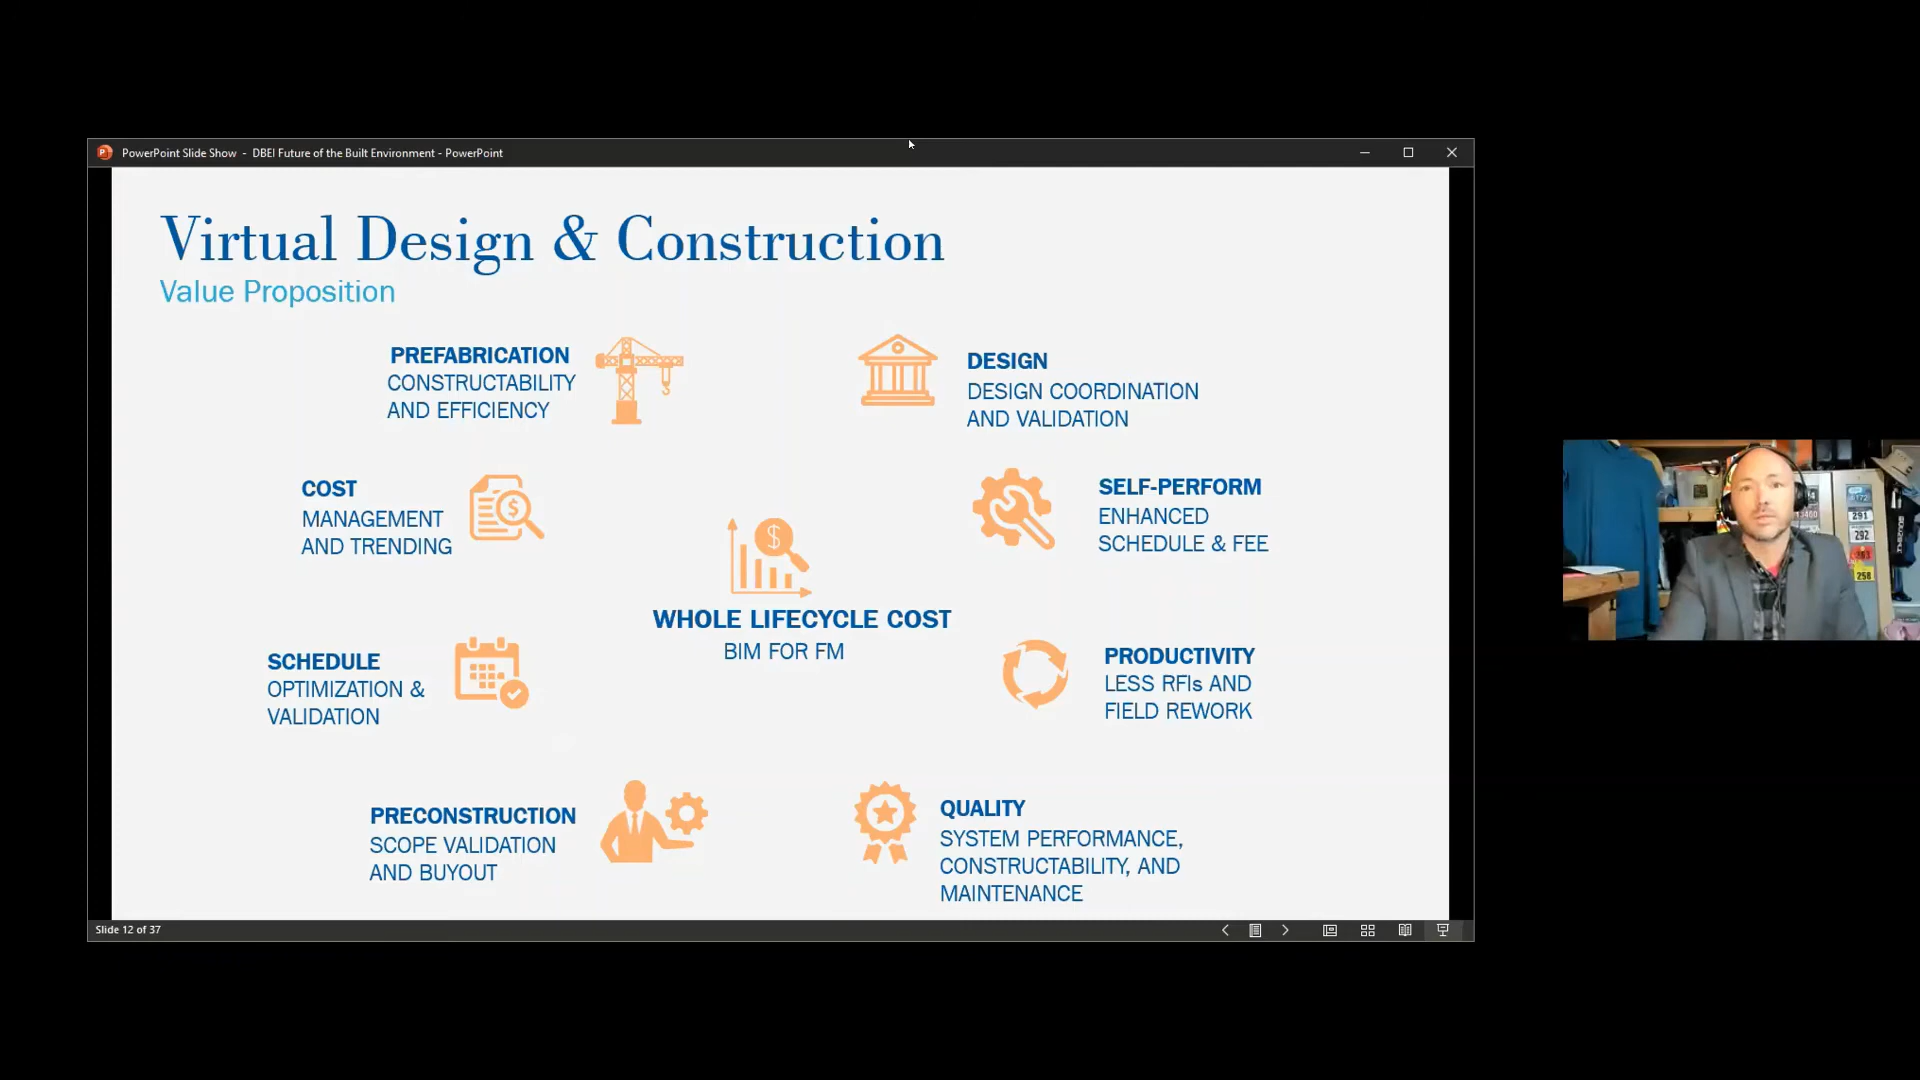 PowerPoint Slide Show - DBEI Future of the Built Environment - PowerPoint
Virtual Design & Construction
Value Proposition
PREFABRICATION
CONSTRUCTABILITY
AND EFFICIENCY
DESIGN
DESIGN COORDINATION
AND VALIDATION
COST
MANAGEMENT
AND TRENDING
SELF-PERFORM
ENHANCED
SCHEDULE & FEE
WHOLE LIFECYCLE COST
BIM FOR FM
SCHEDULE
OPTIMIZATION &
VALIDATION
PRODUCTIVITY
LESS RFIs AND
FIELD REWORK
PRECONSTRUCTION
SCOPE VALIDATION
AND BUYOUT
QUALITY
SYSTEM PERFORMANCE,
CONSTRUCTABILITY, AND
MAINTENANCE
Slide 12 of 37
291
292